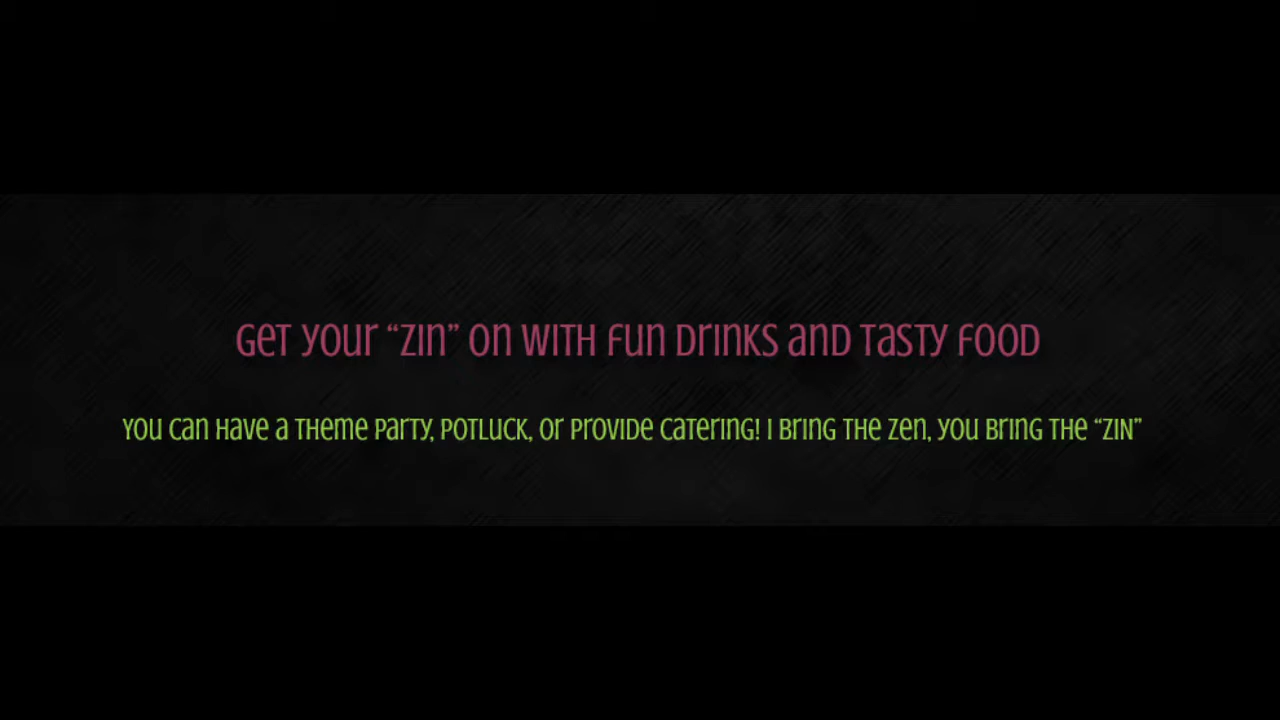 Get your “Zin” on with fun drinks and tasty food
You can have a theme party, potluck, or provide catering! I bring the zen, you bring the “Zin”